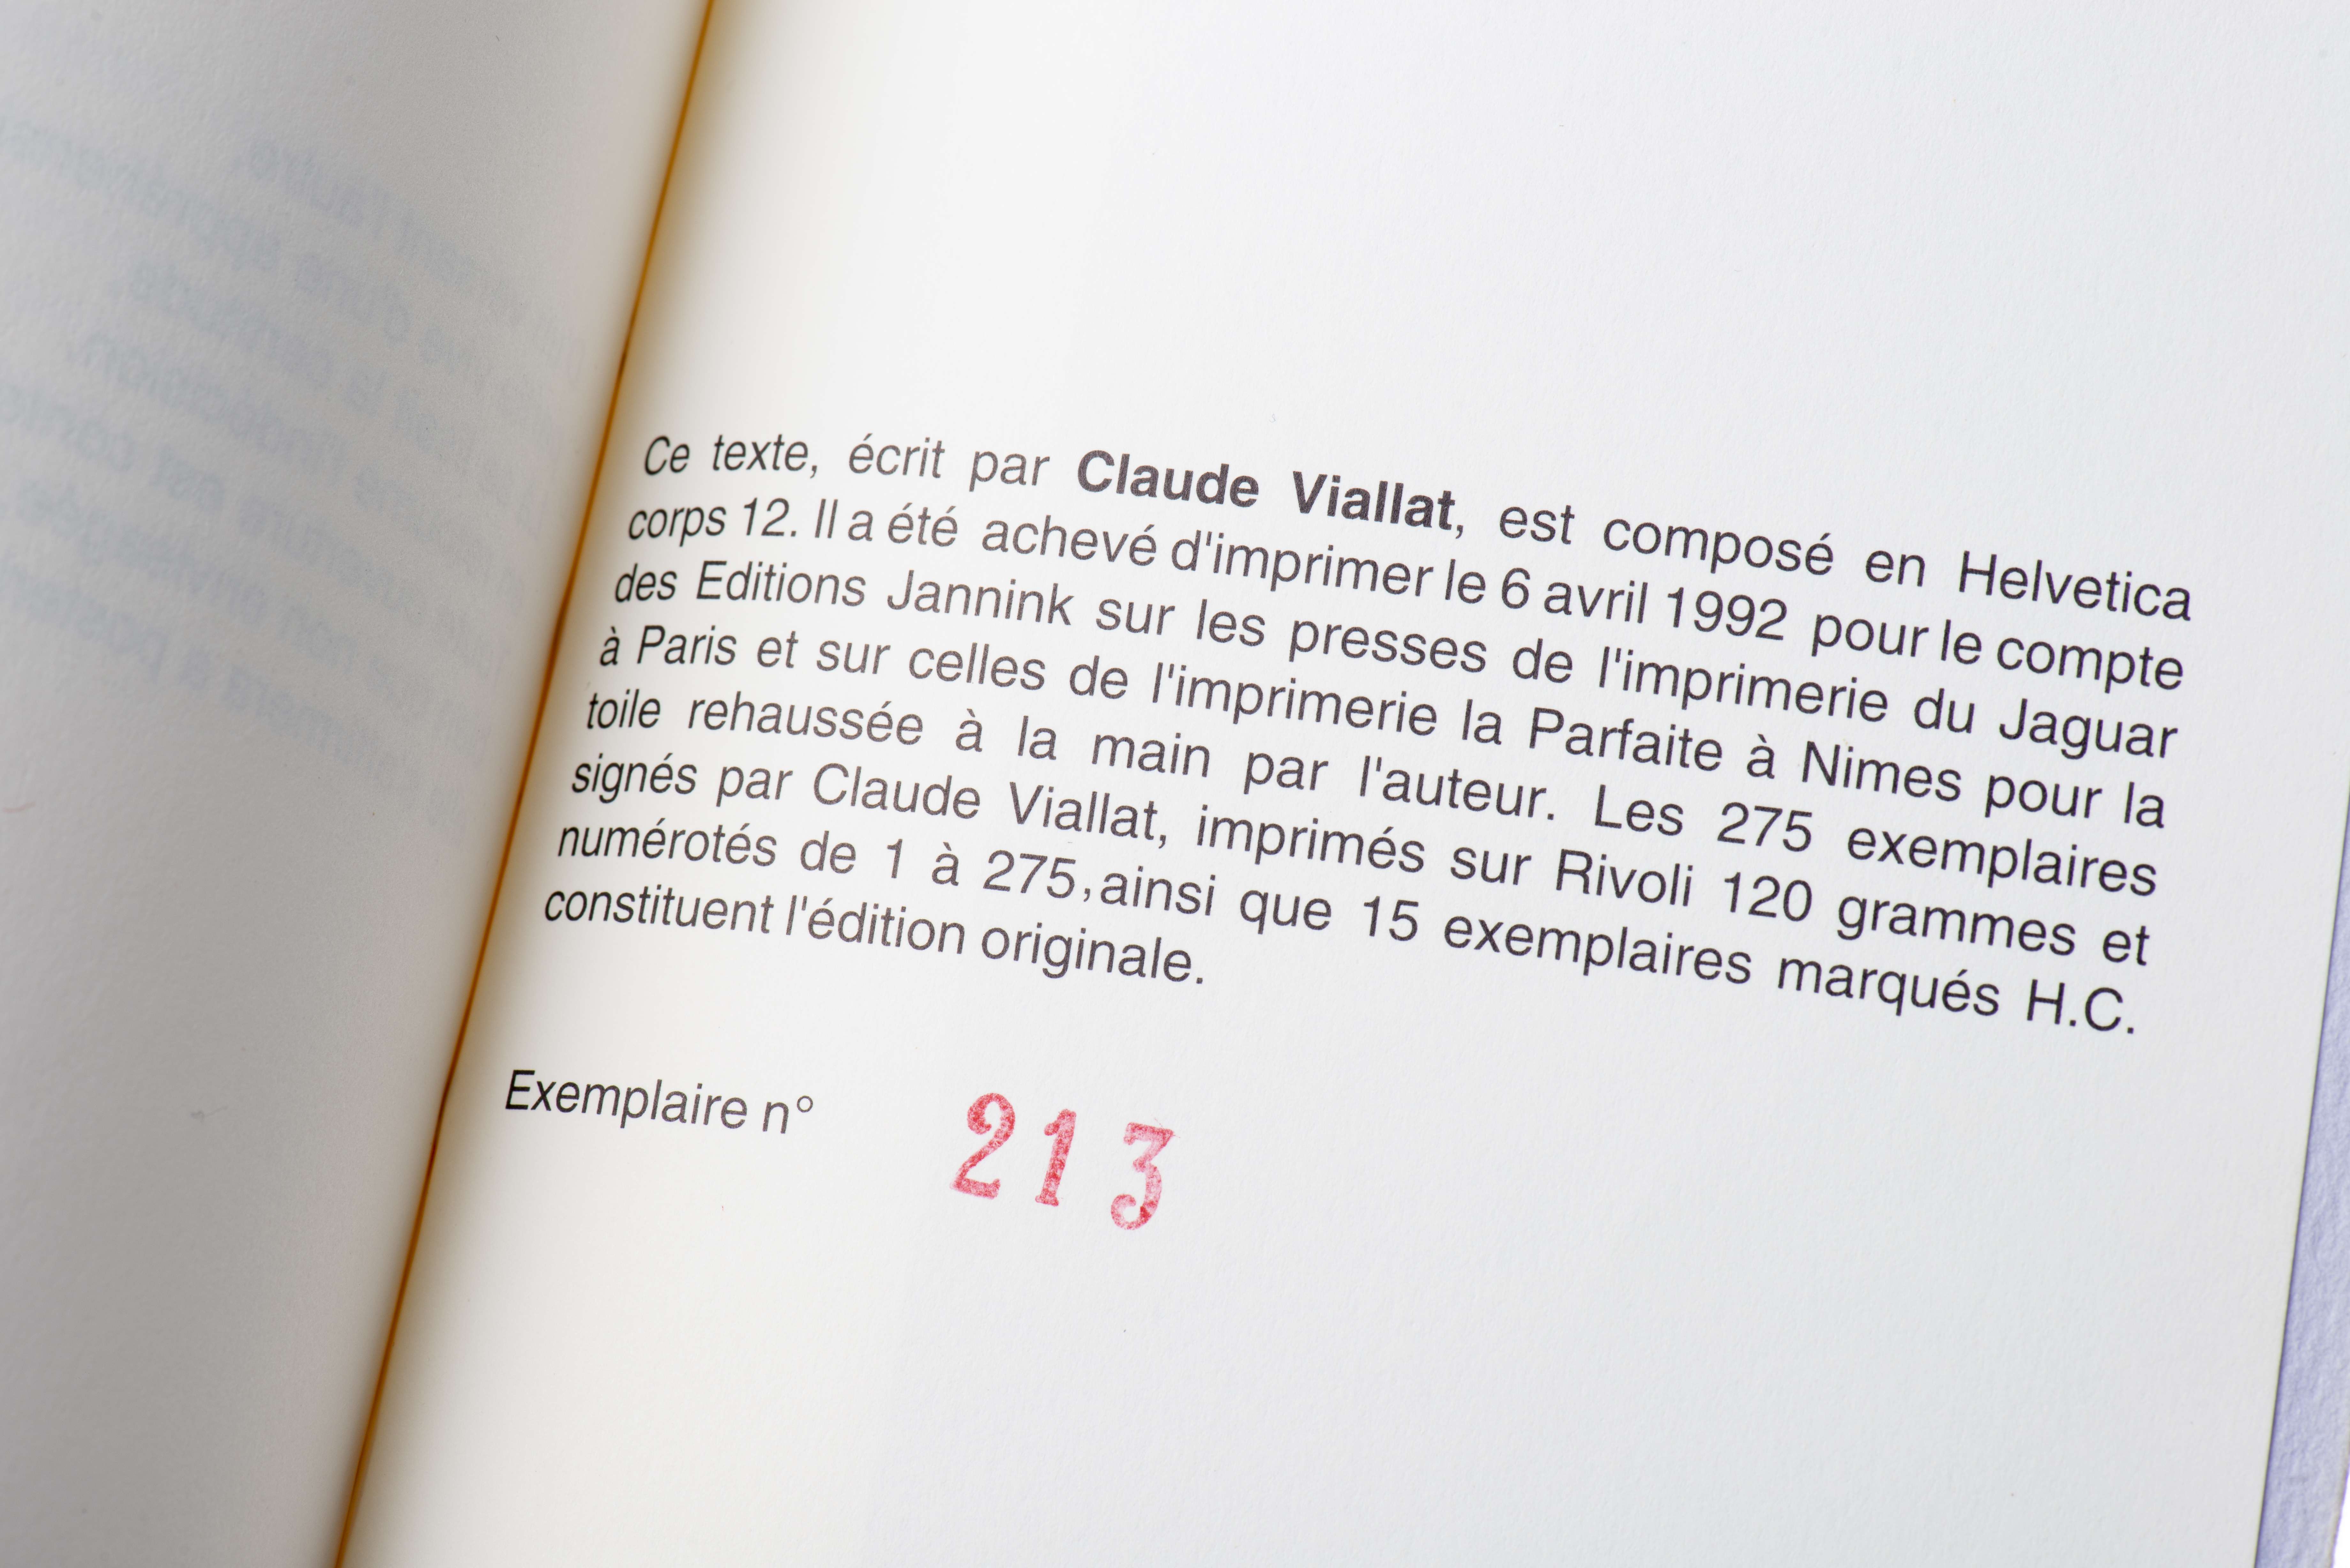 Ce texte, écrit par Claude Viallat, est composé en Helvetica
corps 12. Il a été achevé d'imprimer le 6 avril 1992 pour le compte
des Editions Jannink sur les presses de l'imprimerie du Jaguar
à Paris et sur celles de l'imprimerie la Parfaite à Nimes pour la
toile rehaussée à la main par l'auteur. Les 275 exemplaires
signés par Claude Viallat, imprimés sur Rivoli 120 grammes et
numérotés de 1 à 275,ainsi que 15 exemplaires marqués H.C.
constituent l'édition originale.
Exemplaire n° 213